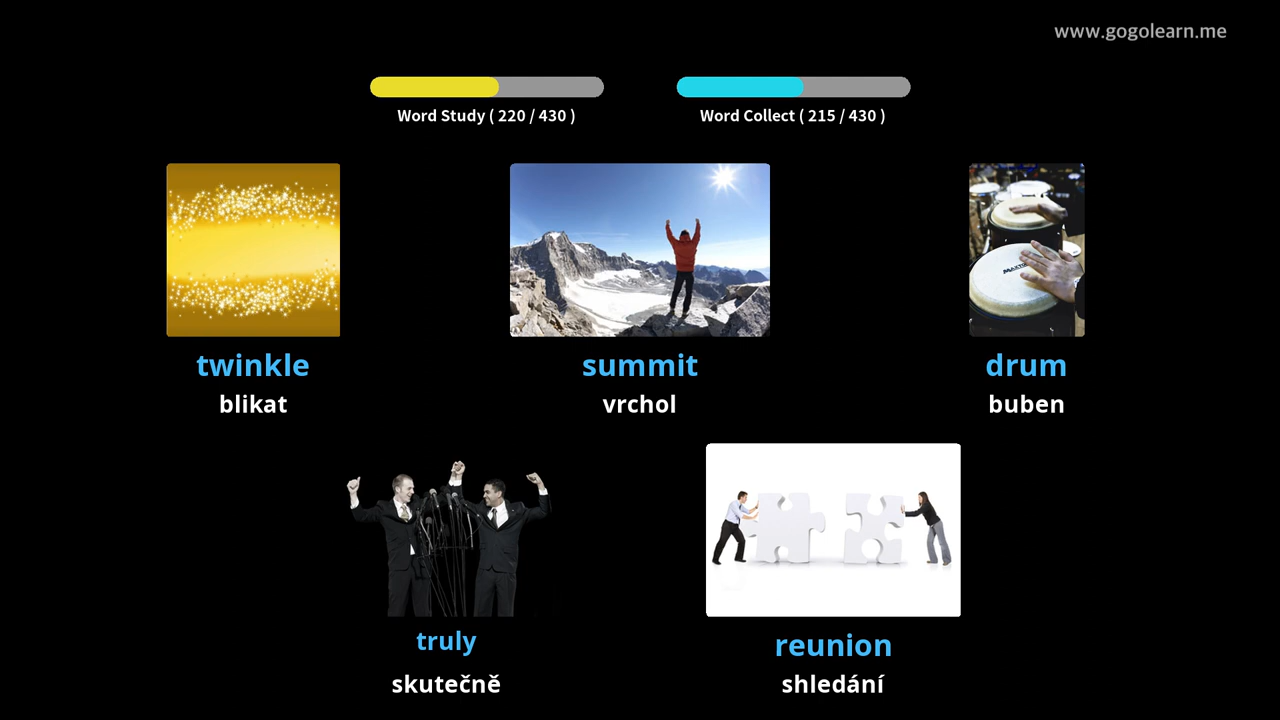 www.gogolearn.me
Word Study ( 220 / 430 )
Word Collect ( 215 / 430 )
twinkle
blikat
summit
vrchol
drum
buben
truly
skutečně
reunion
shledání